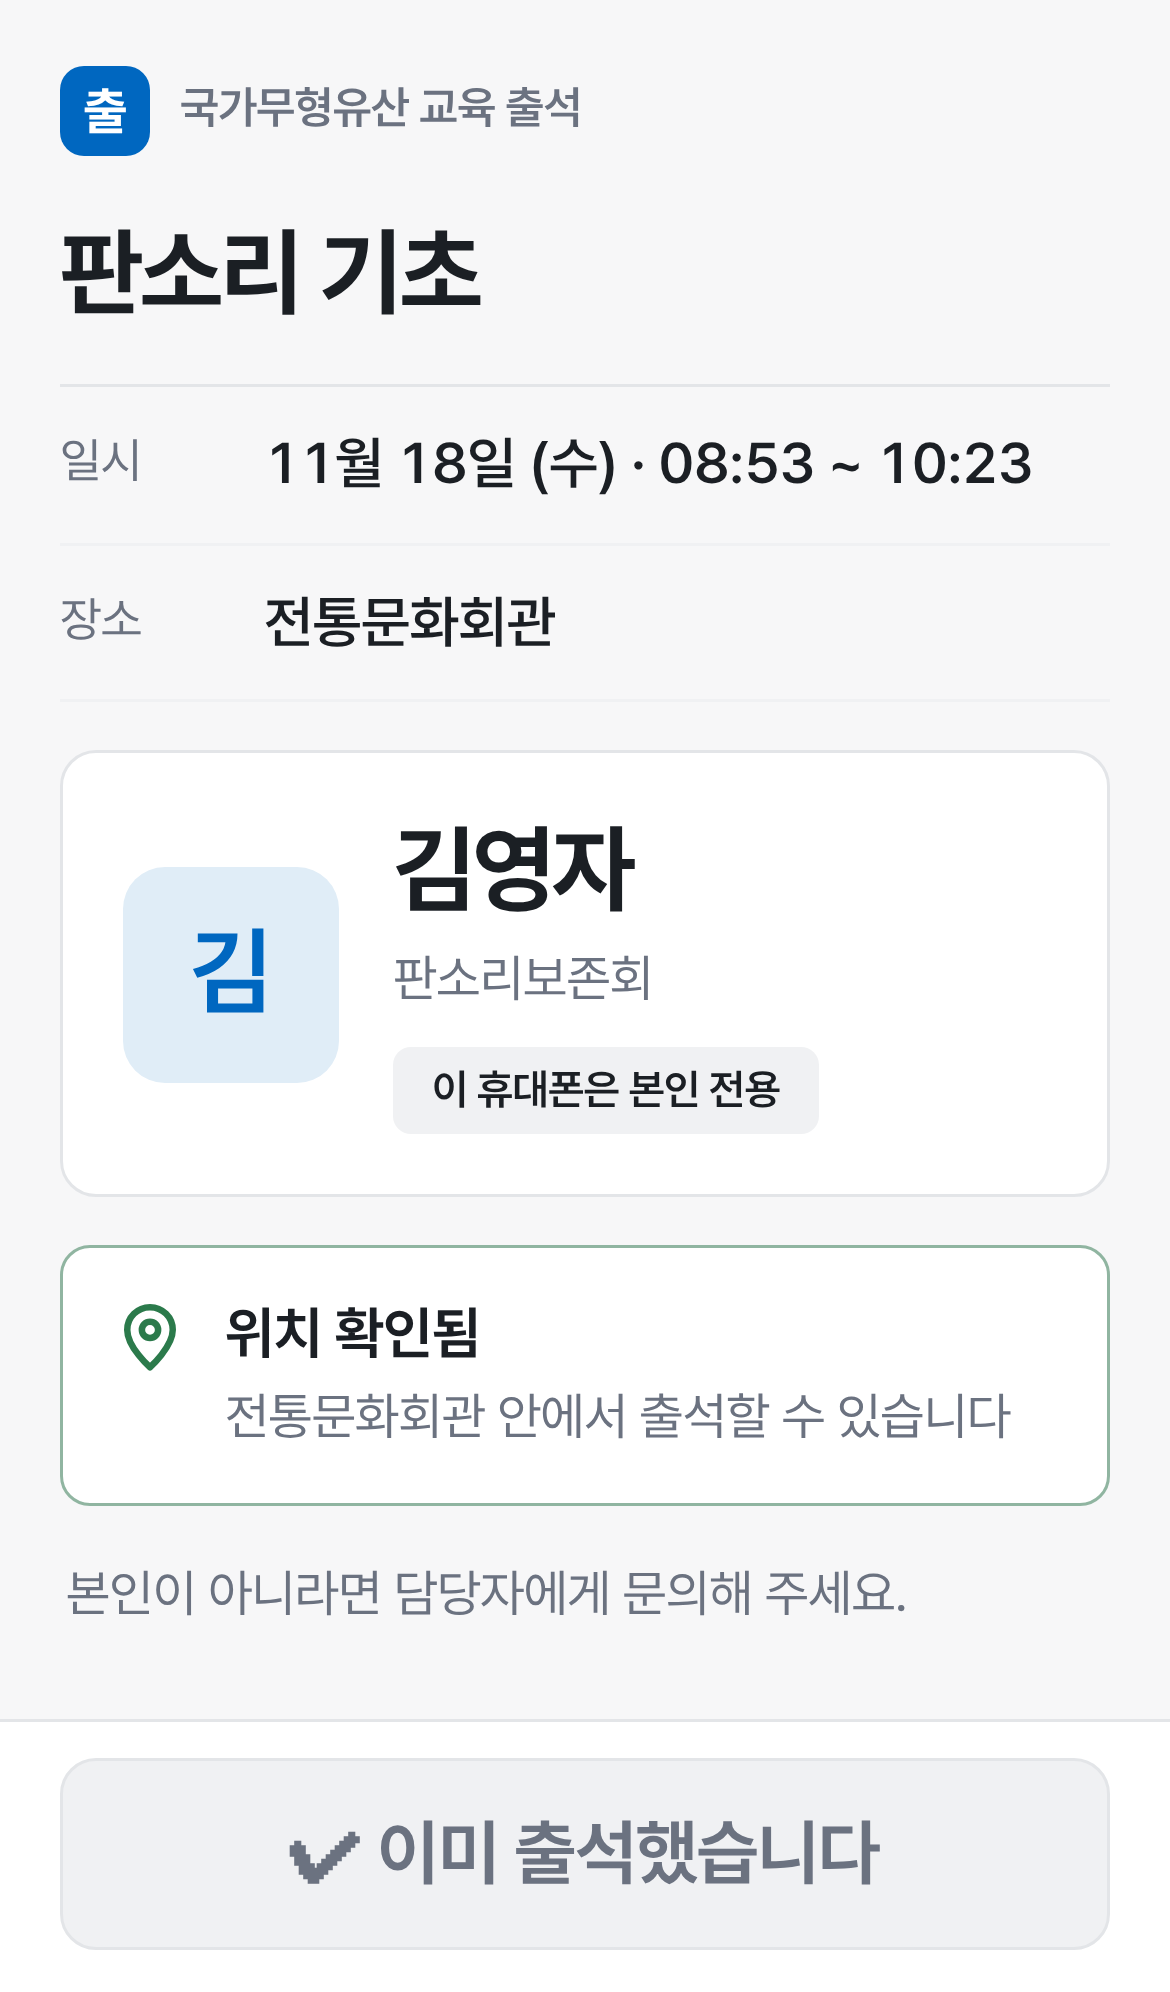 출
국가무형유산 교육 출석
판소리 기초
일시 11월 18일 (수) · 08:53 ~ 10:23
장소 전통문화회관
김
김영자
판소리보존회
이 휴대폰은 본인 전용
위치 확인됨
전통문화회관 안에서 출석할 수 있습니다
본인이 아니라면 담당자에게 문의해 주세요.
✔ 이미 출석했습니다